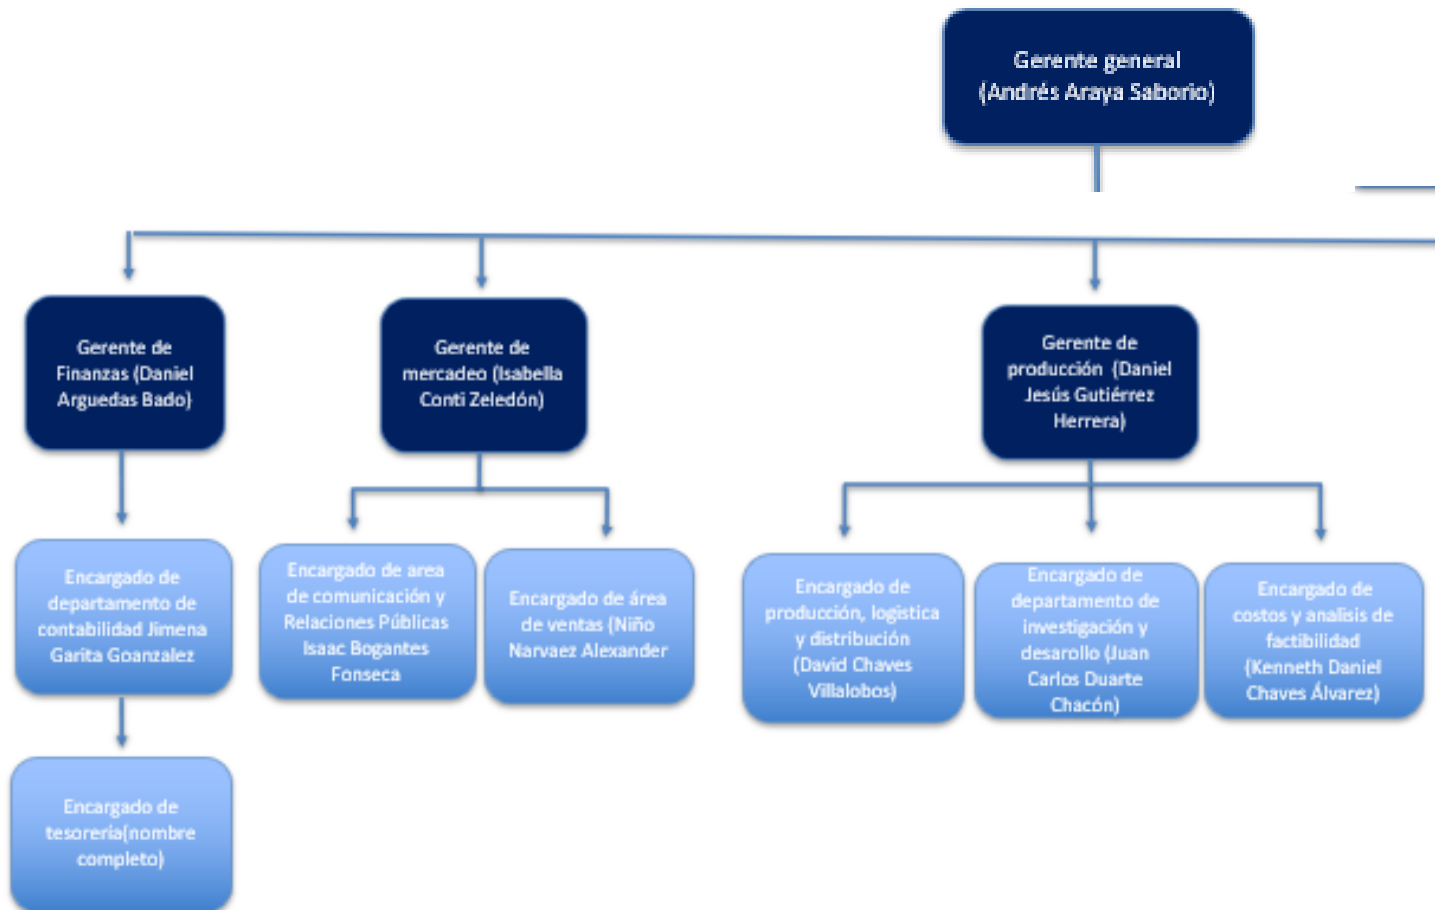 Gerente general
(Andrés Araya Saborio)
Gerente de
Finanzas (Daniel
Arguedas Bado)
Gerente de
mercadeo (Isabella
Conti Zeledón)
Gerente de
producción (Daniel
Jesús Gutiérrez
Herrera)
Encargado de
departamento de
contabilidad Jimena
Garita Goanzalez
Encargado de area
de comunicación y
Relaciones Públicas
Isaac Bogantes
Fonseca
Encargado de área
de ventas (Niño
Narvaez Alexander
Encargado de
producción, logistica
y distribución
(David Chaves
Villalobos)
Encargado de
departamento de
investigación y
desarollo (Juan
Carlos Duarte
Chacón)
Encargado de
costos y analisis de
factibilidad
(Kenneth Daniel
Chaves Álvarez)
Encargado de
tesoreria(nombre
completo)